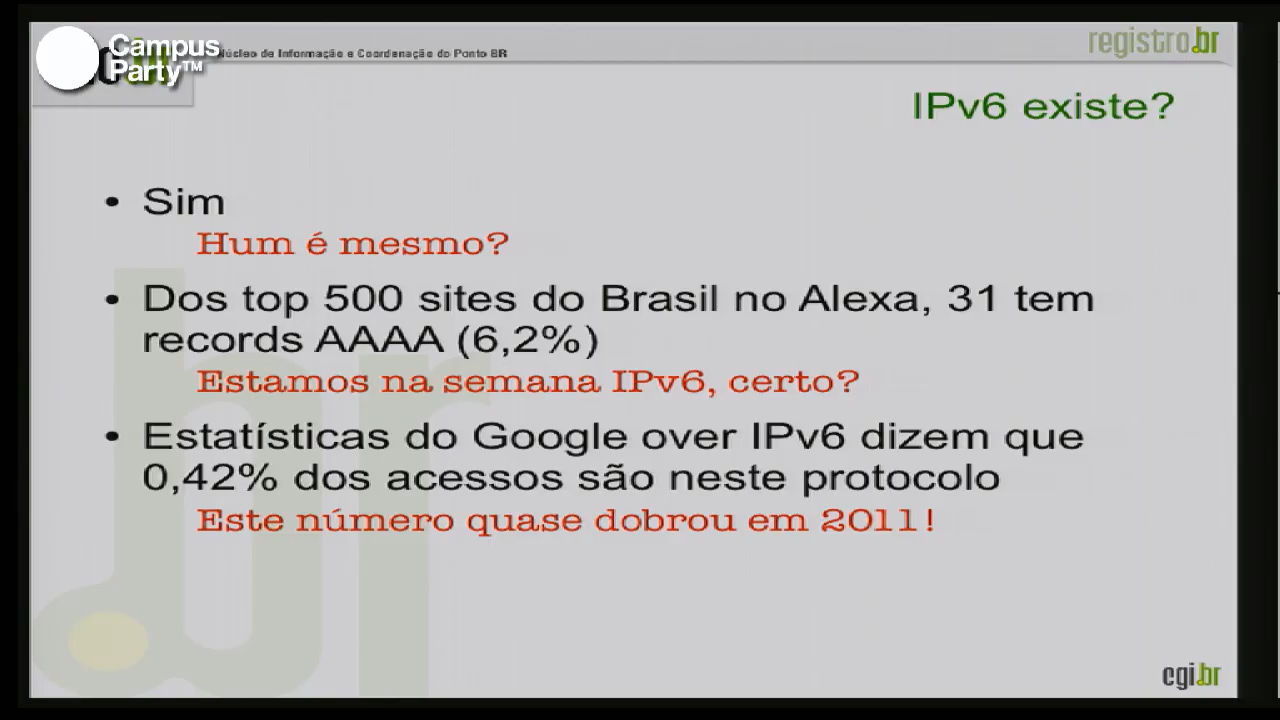 Campus
Party™
Núcleo de Informação e Coordenação do Ponto BR
registro.br
IPv6 existe?
• Sim
Hum é mesmo?
• Dos top 500 sites do Brasil no Alexa, 31 tem
records AAAA (6,2%)
Estamos na semana IPv6, certo?
• Estatísticas do Google over IPv6 dizem que
0,42% dos acessos são neste protocolo
Este número quase dobrou em 2011!
cgi.br